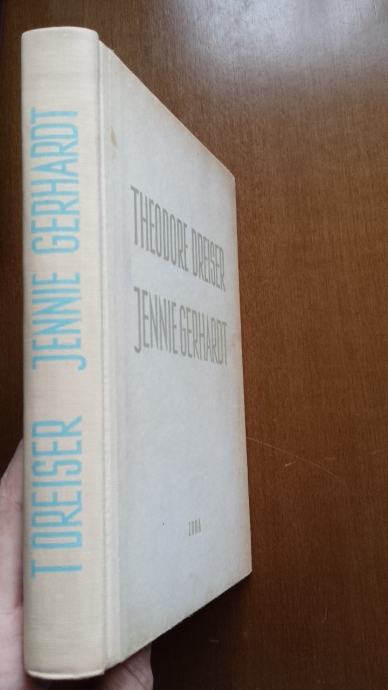 T DREISER JENNIE GERHARDT
THEODORE DREISER
JENNIE GERHARDT
ZORA